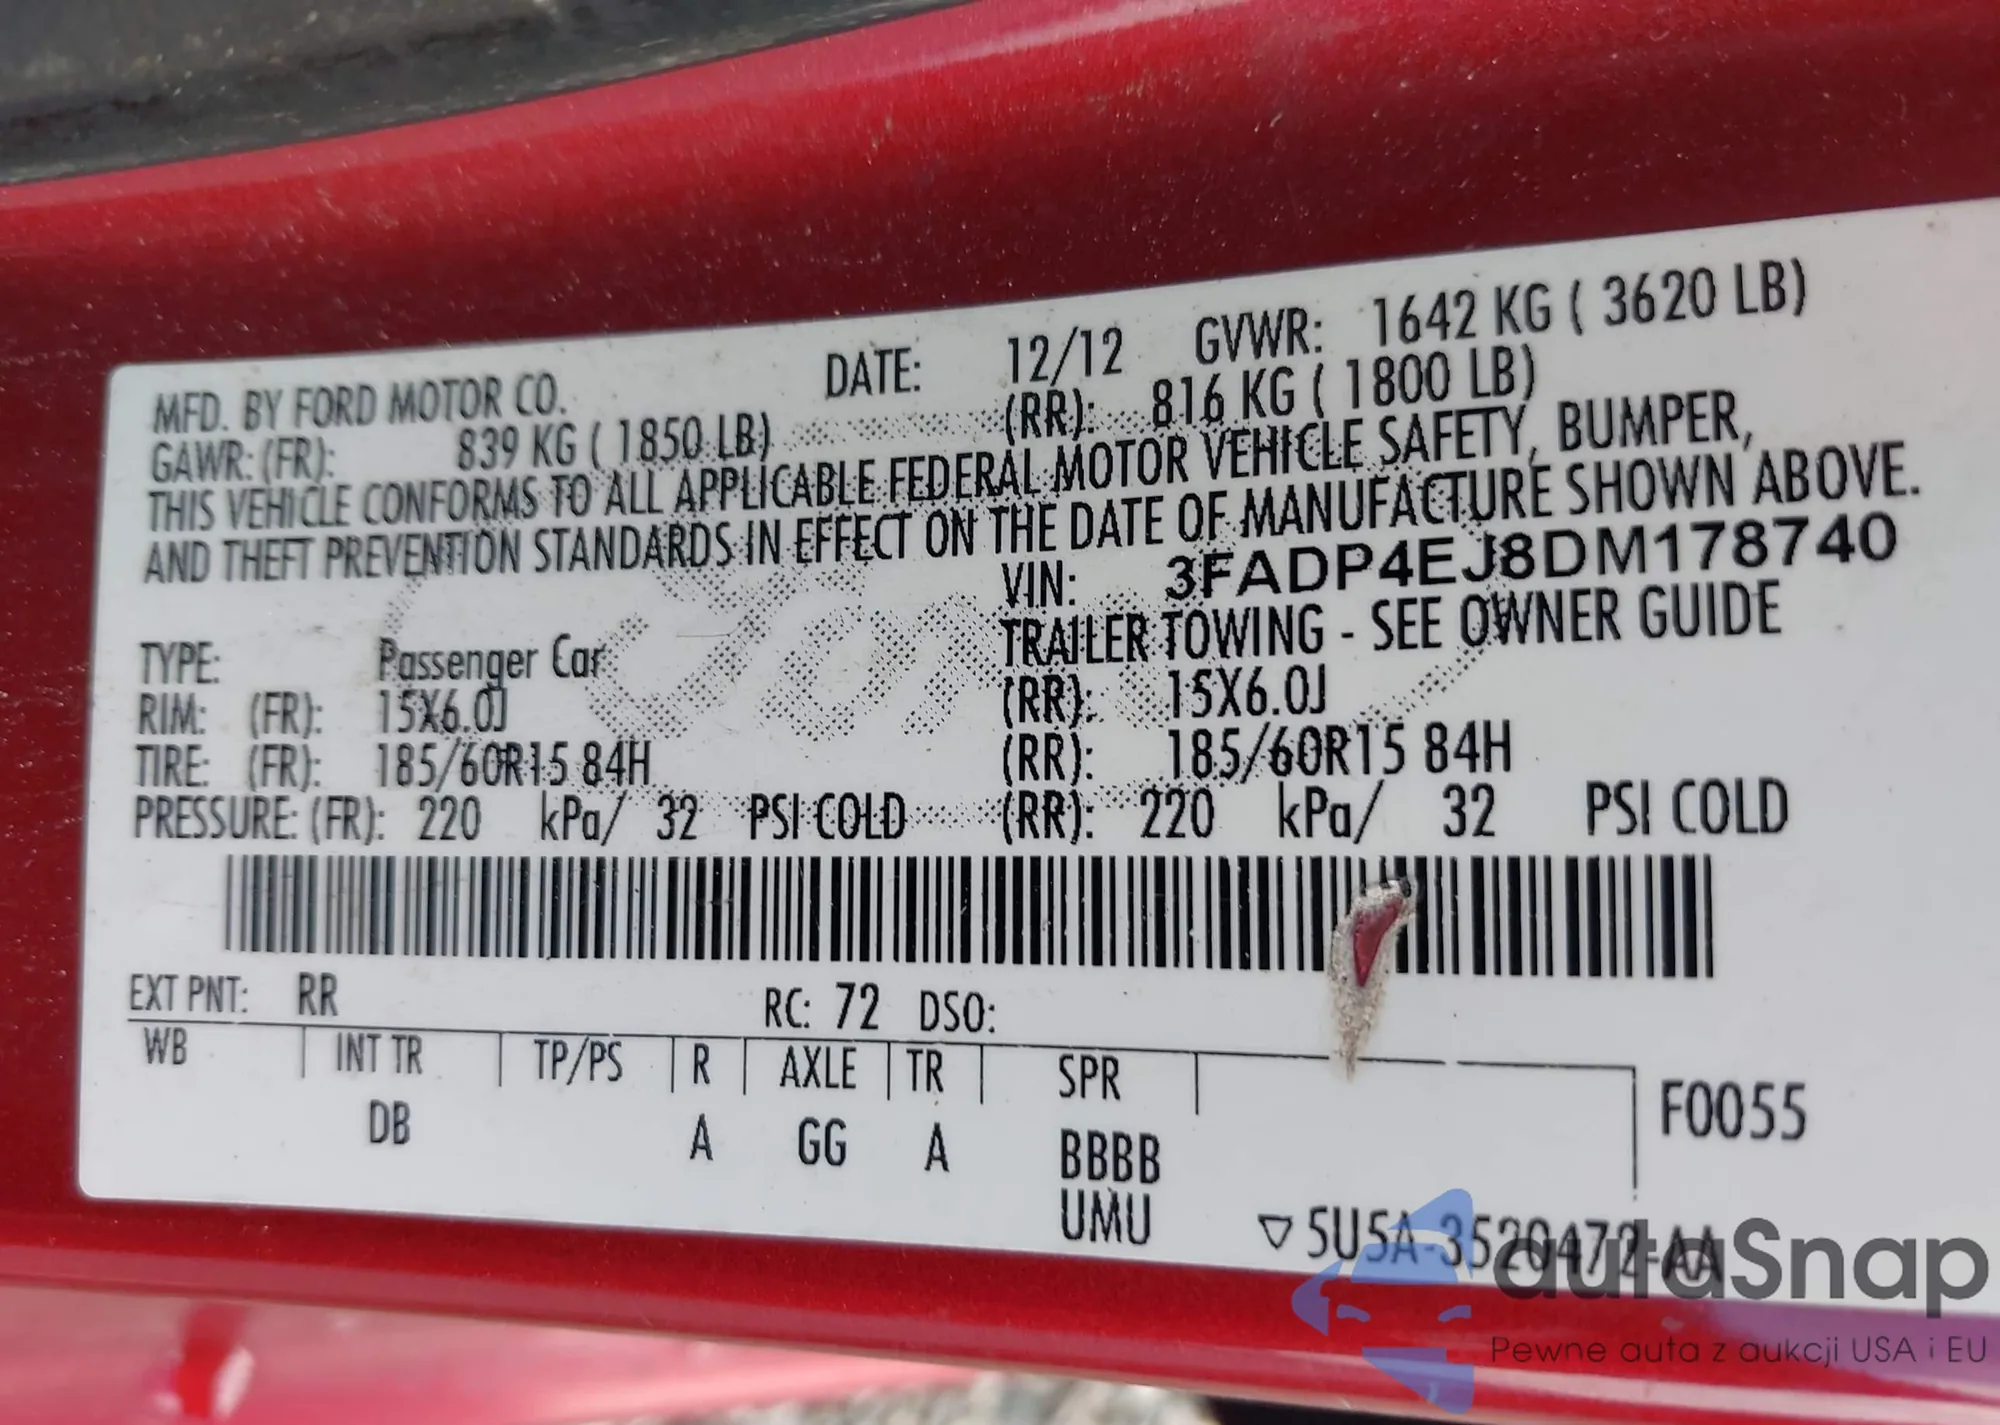 MFD. BY FORD MOTOR CO. DATE: 12/12 GVWR: 1642 KG ( 3620 LB)
GAWR: (FR): 839 KG ( 1850 LB) (RR): 816 KG ( 1800 LB)
THIS VEHICLE CONFORMS TO ALL APPLICABLE FEDERAL MOTOR VEHICLE SAFETY, BUMPER,
AND THEFT PREVENTION STANDARDS IN EFFECT ON THE DATE OF MANUFACTURE SHOWN ABOVE.
VIN: 3FADP4EJ8DM178740
TYPE: Passenger Car TRAILER TOWING - SEE OWNER GUIDE
RIM: (FR): 15X6.0J (RR): 15X6.0J
TIRE: (FR): 185/60R15 84H (RR): 185/60R15 84H
PRESSURE: (FR): 220 kPa/ 32 PSI COLD (RR): 220 kPa/ 32 PSI COLD
EXT PNT: RR RC: 72 DSO:
WB INT TR TP/PS R AXLE TR SPR
F0055
DB A GG A BBBB
UMU
▽ 5U5A-3520472-AA
autaSnap
Pewne auta z aukcji USA i EU